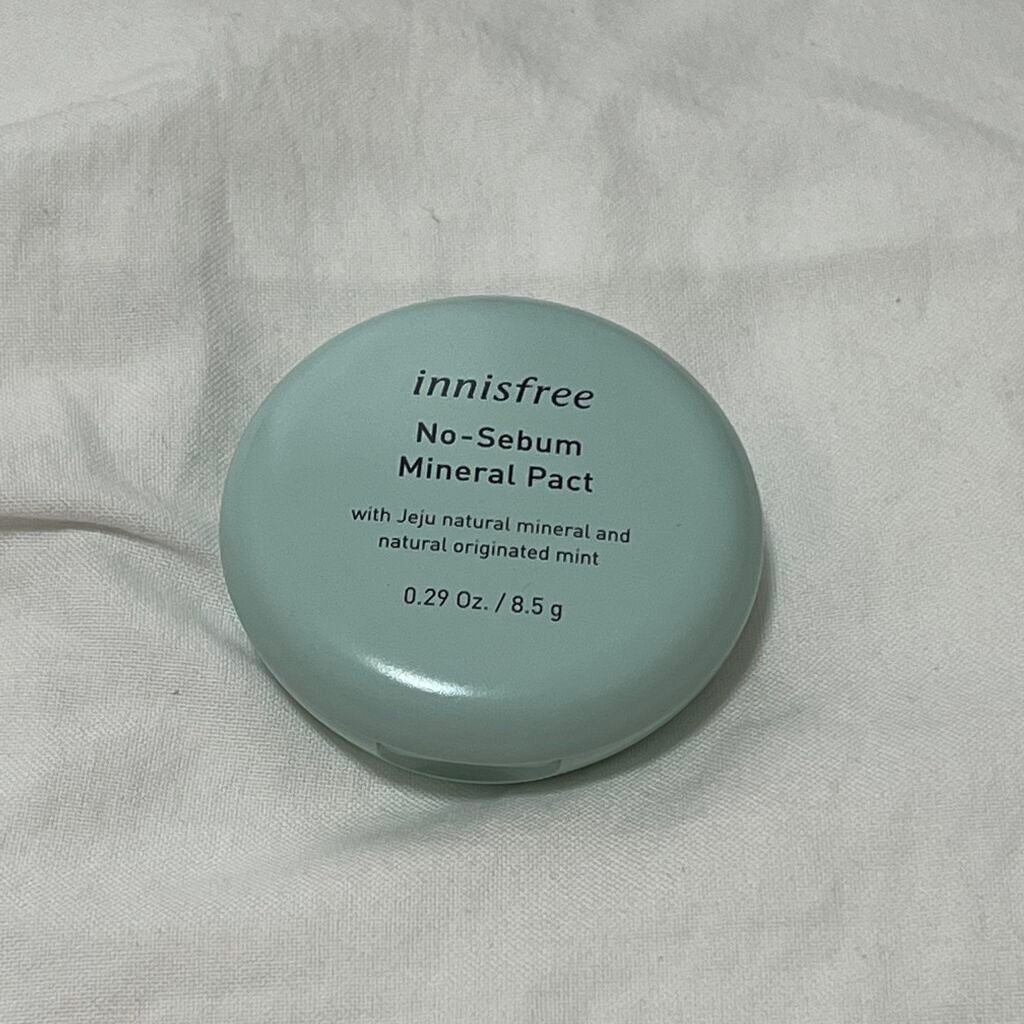 innisfree
No-Sebum
Mineral Pact
with Jeju natural mineral and
natural originated mint
0.29 Oz. / 8.5 g